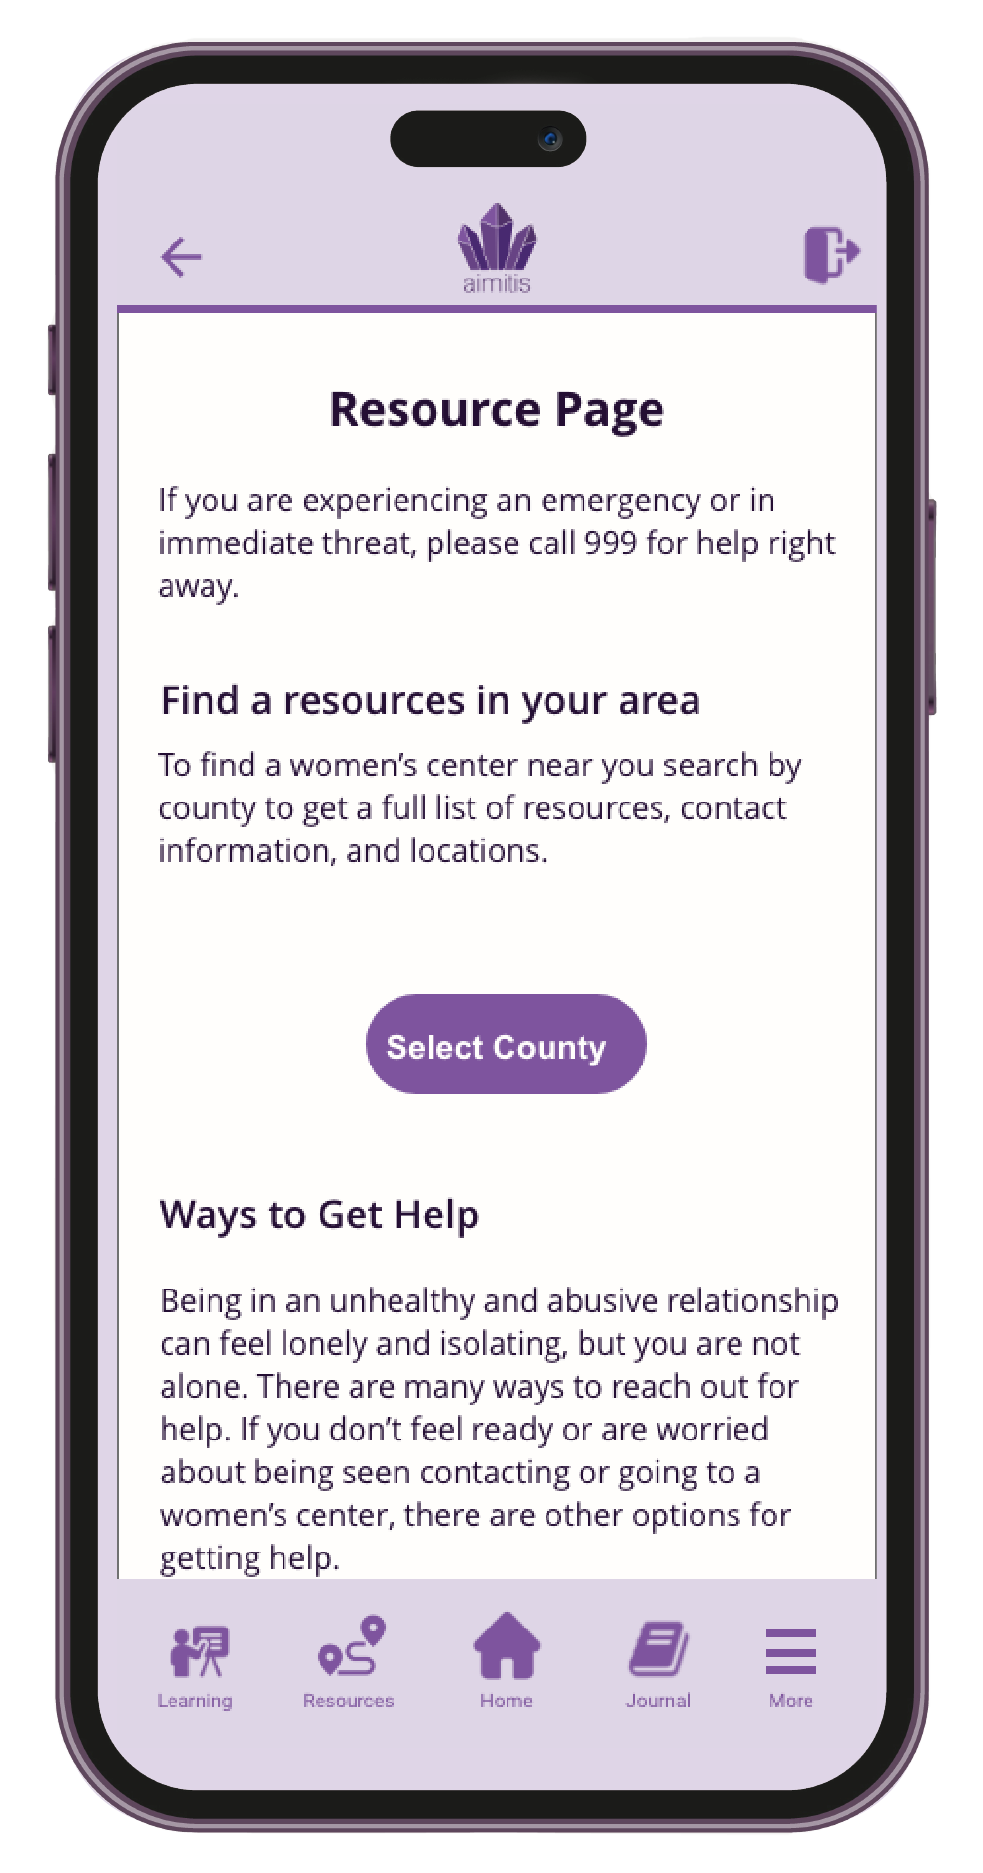 aimitis
Resource Page
If you are experiencing an emergency or in
immediate threat, please call 999 for help right
away.
Find a resources in your area
To find a women's center near you search by
county to get a full list of resources, contact
information, and locations.
Select County
Ways to Get Help
Being in an unhealthy and abusive relationship
can feel lonely and isolating, but you are not
alone. There are many ways to reach out for
help. If you don't feel ready or are worried
about being seen contacting or going to a
women's center, there are other options for
getting help.
Learning Resources Home Journal More